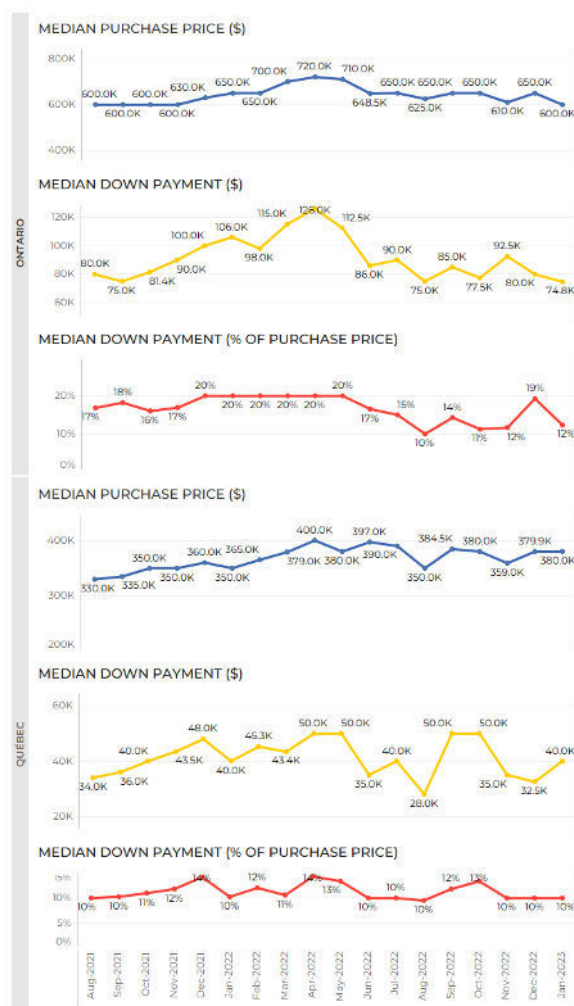 MEDIAN PURCHASE PRICE ($)
800K
700.0K 720.0K 710.0K
600.0K 600.0K 630.0K 650.0K 650.0K 650.0K 650.0K 650.0K
600K
600.0K 600.0K 650.0K 648.5K 625.0K 610.0K 600.0K
400K
ONTARIO
MEDIAN DOWN PAYMENT ($)
120K
115.0K 126.0K 112.5K
100.0K 106.0K
100K
80.0K 90.0K 98.0K 90.0K 85.0K 92.5K
80K
75.0K 81.4K 86.0K 75.0K 77.5K 80.0K 74.8K
60K
MEDIAN DOWN PAYMENT (% OF PURCHASE PRICE)
20%
18% 20% 20% 19%
17% 16% 17% 20% 20% 20% 20% 17% 15% 14%
10%
10% 11% 12% 12%
0%
MEDIAN PURCHASE PRICE ($)
400K
350.0K 360.0K 365.0K 400.0K 397.0K 384.5K 380.0K 379.9K
330.0K 335.0K 350.0K 350.0K 379.0K 380.0K 390.0K 350.0K 359.0K 380.0K
300K
200K
QUÉBEC
MEDIAN DOWN PAYMENT ($)
60K
40.0K 48.0K 45.3K 50.0K 50.0K 40.0K 50.0K 50.0K 40.0K
40K
34.0K 36.0K 43.5K 40.0K 43.4K 35.0K 28.0K 35.0K 32.5K
20K
MEDIAN DOWN PAYMENT (% OF PURCHASE PRICE)
15%
14% 12% 14% 13% 10% 12% 13%
10%
10% 10% 11% 12% 10% 11% 10% 10% 10% 10% 10%
5%
0%
Aug-2021
Sep-2021
Oct-2021
Nov-2021
Dec-2021
Jan-2022
Feb-2022
Mar-2022
Apr-2022
May-2022
Jun-2022
Jul-2022
Aug-2022
Sep-2022
Oct-2022
Nov-2022
Dec-2022
Jan-2023